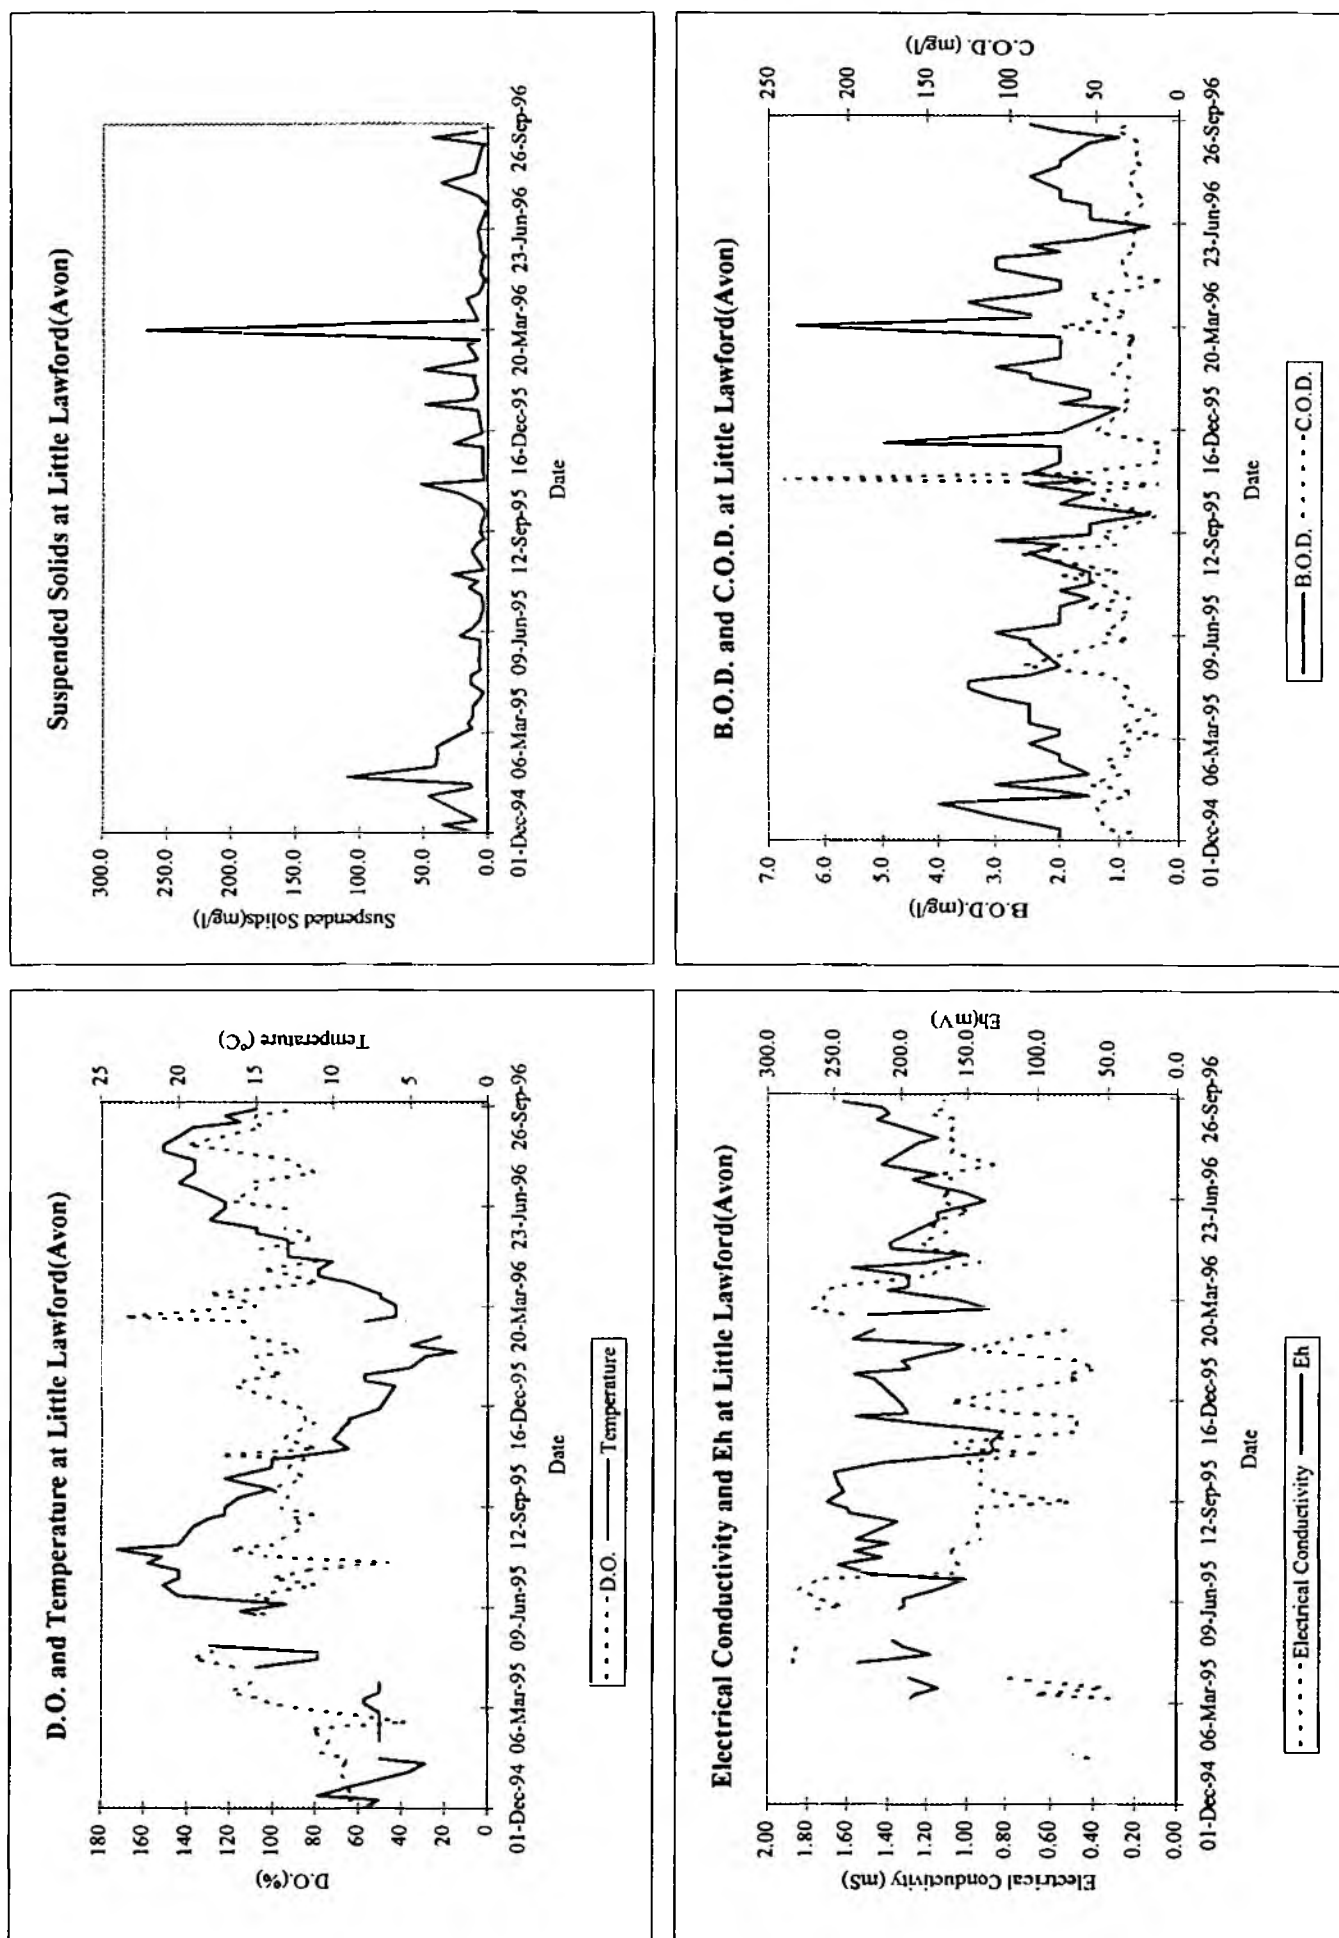 D.O. and Temperature at Little Lawford(Avon)
D.O.(%)
180
160
140
120
100
80
60
40
20
0
Temperature (°C)
25
20
15
10
5
0
01-Dec-94
06-Mar-95
09-Jun-95
12-Sep-95
16-Dec-95
20-Mar-96
23-Jun-96
26-Sep-96
Date
D.O.
Temperature
Suspended Solids at Little Lawford(Avon)
Suspended Solids(mg/l)
300.0
250.0
200.0
150.0
100.0
50.0
0.0
01-Dec-94
06-Mar-95
09-Jun-95
12-Sep-95
16-Dec-95
20-Mar-96
23-Jun-96
26-Sep-96
Date
Electrical Conductivity and Eh at Little Lawford(Avon)
Electrical Conductivity (mS)
2.00
1.80
1.60
1.40
1.20
1.00
0.80
0.60
0.40
0.20
0.00
Eh(mV)
300.0
250.0
200.0
150.0
100.0
50.0
0.0
01-Dec-94
06-Mar-95
09-Jun-95
12-Sep-95
16-Dec-95
20-Mar-96
23-Jun-96
26-Sep-96
Date
Electrical Conductivity
Eh
B.O.D. and C.O.D. at Little Lawford(Avon)
B.O.D.(mg/l)
7.0
6.0
5.0
4.0
3.0
2.0
1.0
0.0
C.O.D. (mg/l)
250
200
150
100
50
0
01-Dec-94
06-Mar-95
09-Jun-95
12-Sep-95
16-Dec-95
20-Mar-96
23-Jun-96
26-Sep-96
Date
B.O.D.
C.O.D.